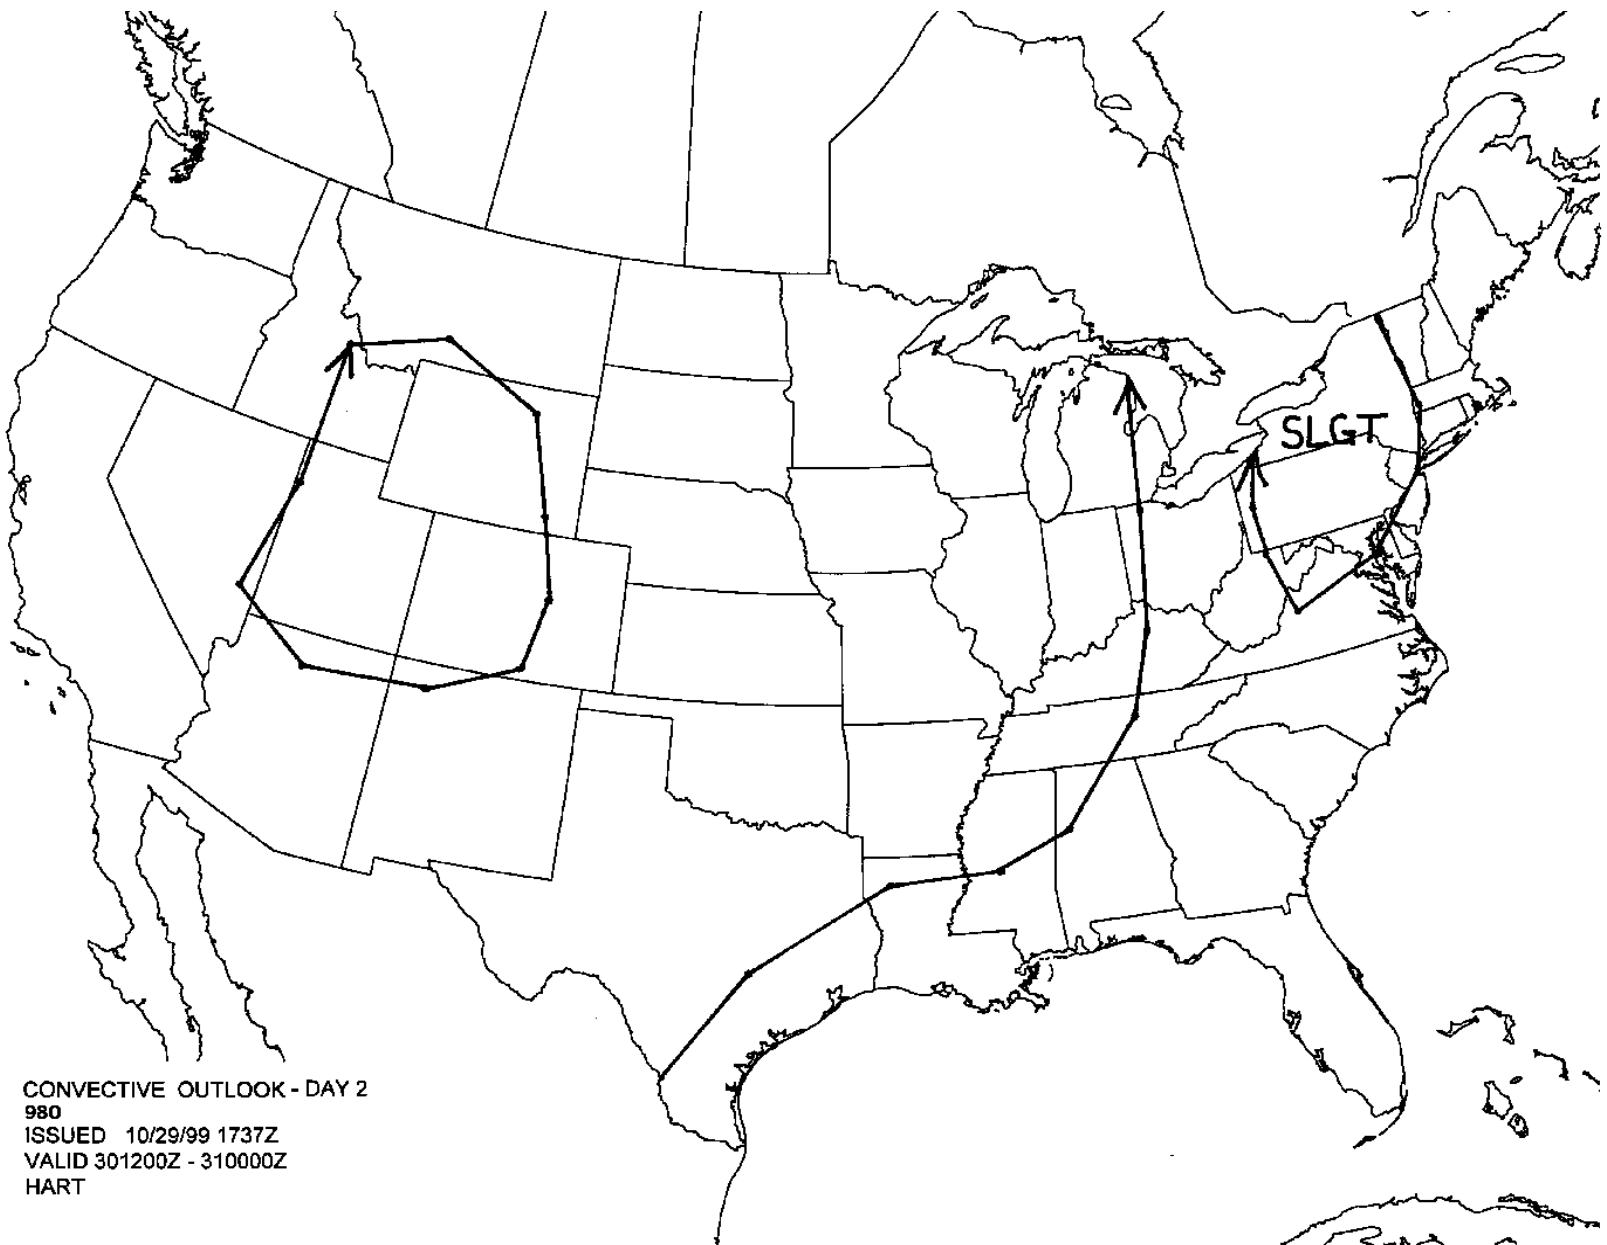 SLGT
CONVECTIVE OUTLOOK - DAY 2
980
ISSUED 10/29/99 1737Z
VALID 301200Z - 310000Z
HART